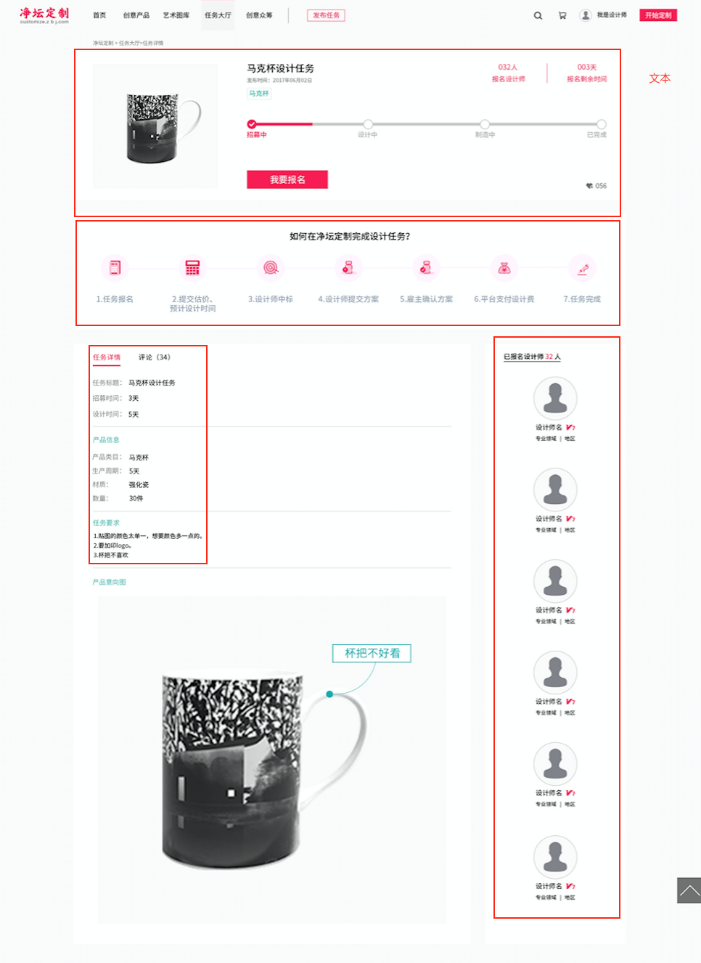 净坛定制
首页 创意产品 艺术图库 任务大厅 创意众筹 发布任务 我是设计师 开始定制
净坛定制 > 任务大厅>任务详情
马克杯设计任务
发布时间：2017年06月02日
马克杯
032人
报名设计师
003天
报名剩余时间
文本
招募中 设计中 制造中 已完成
我要报名
056
如何在净坛定制完成设计任务？
1.任务报名
2.提交估价、
预计设计时间
3.设计师中标
4.设计师提交方案
5.雇主确认方案
6.平台支付设计费
7.任务完成
任务详情 评论（34）
任务标题： 马克杯设计任务
招募时间： 3天
设计时间： 5天
产品信息
产品类目： 马克杯
生产周期： 5天
材质： 强化瓷
数量： 30件
任务要求
1.贴图的颜色太单一，想要颜色多一点的。
2.要加印logo。
3.杯把不喜欢
产品意向图
杯把不好看
已报名设计师 32 人
设计师名
专业领域 | 地区
设计师名
专业领域 | 地区
设计师名
专业领域 | 地区
设计师名
专业领域 | 地区
设计师名
专业领域 | 地区
设计师名
专业领域 | 地区